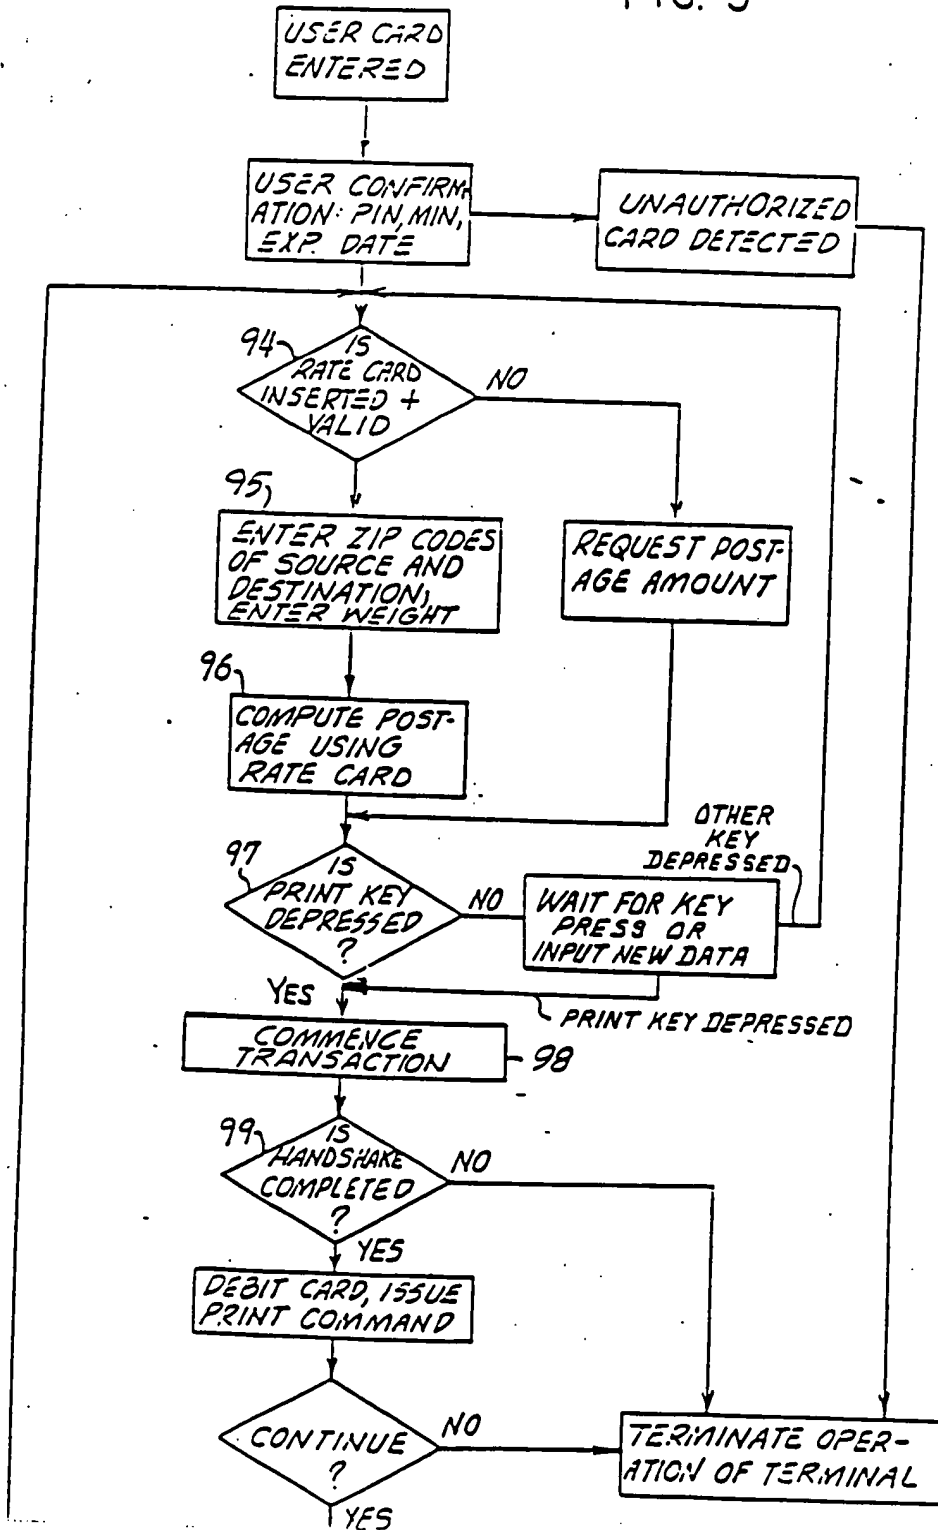 USER CARD
ENTERED
USER CONFIRM-
ATION: PIN, MIN,
EXP. DATE
UNAUTHORIZED
CARD DETECTED
94
IS
RATE CARD
INSERTED +
VALID
NO
95
ENTER ZIP CODES
OF SOURCE AND
DESTINATION,
ENTER WEIGHT
REQUEST POST-
AGE AMOUNT
96
COMPUTE POST-
AGE USING
RATE CARD
OTHER
KEY
DEPRESSED
97
IS
PRINT KEY
DEPRESSED
?
NO
WAIT FOR KEY
PRESS OR
INPUT NEW DATA
YES
PRINT KEY DEPRESSED
COMMENCE
TRANSACTION
98
99
IS
HANDSHAKE
COMPLETED
?
NO
YES
DEBIT CARD, ISSUE
PRINT COMMAND
CONTINUE
?
NO
TERMINATE OPER-
ATION OF TERMINAL
YES